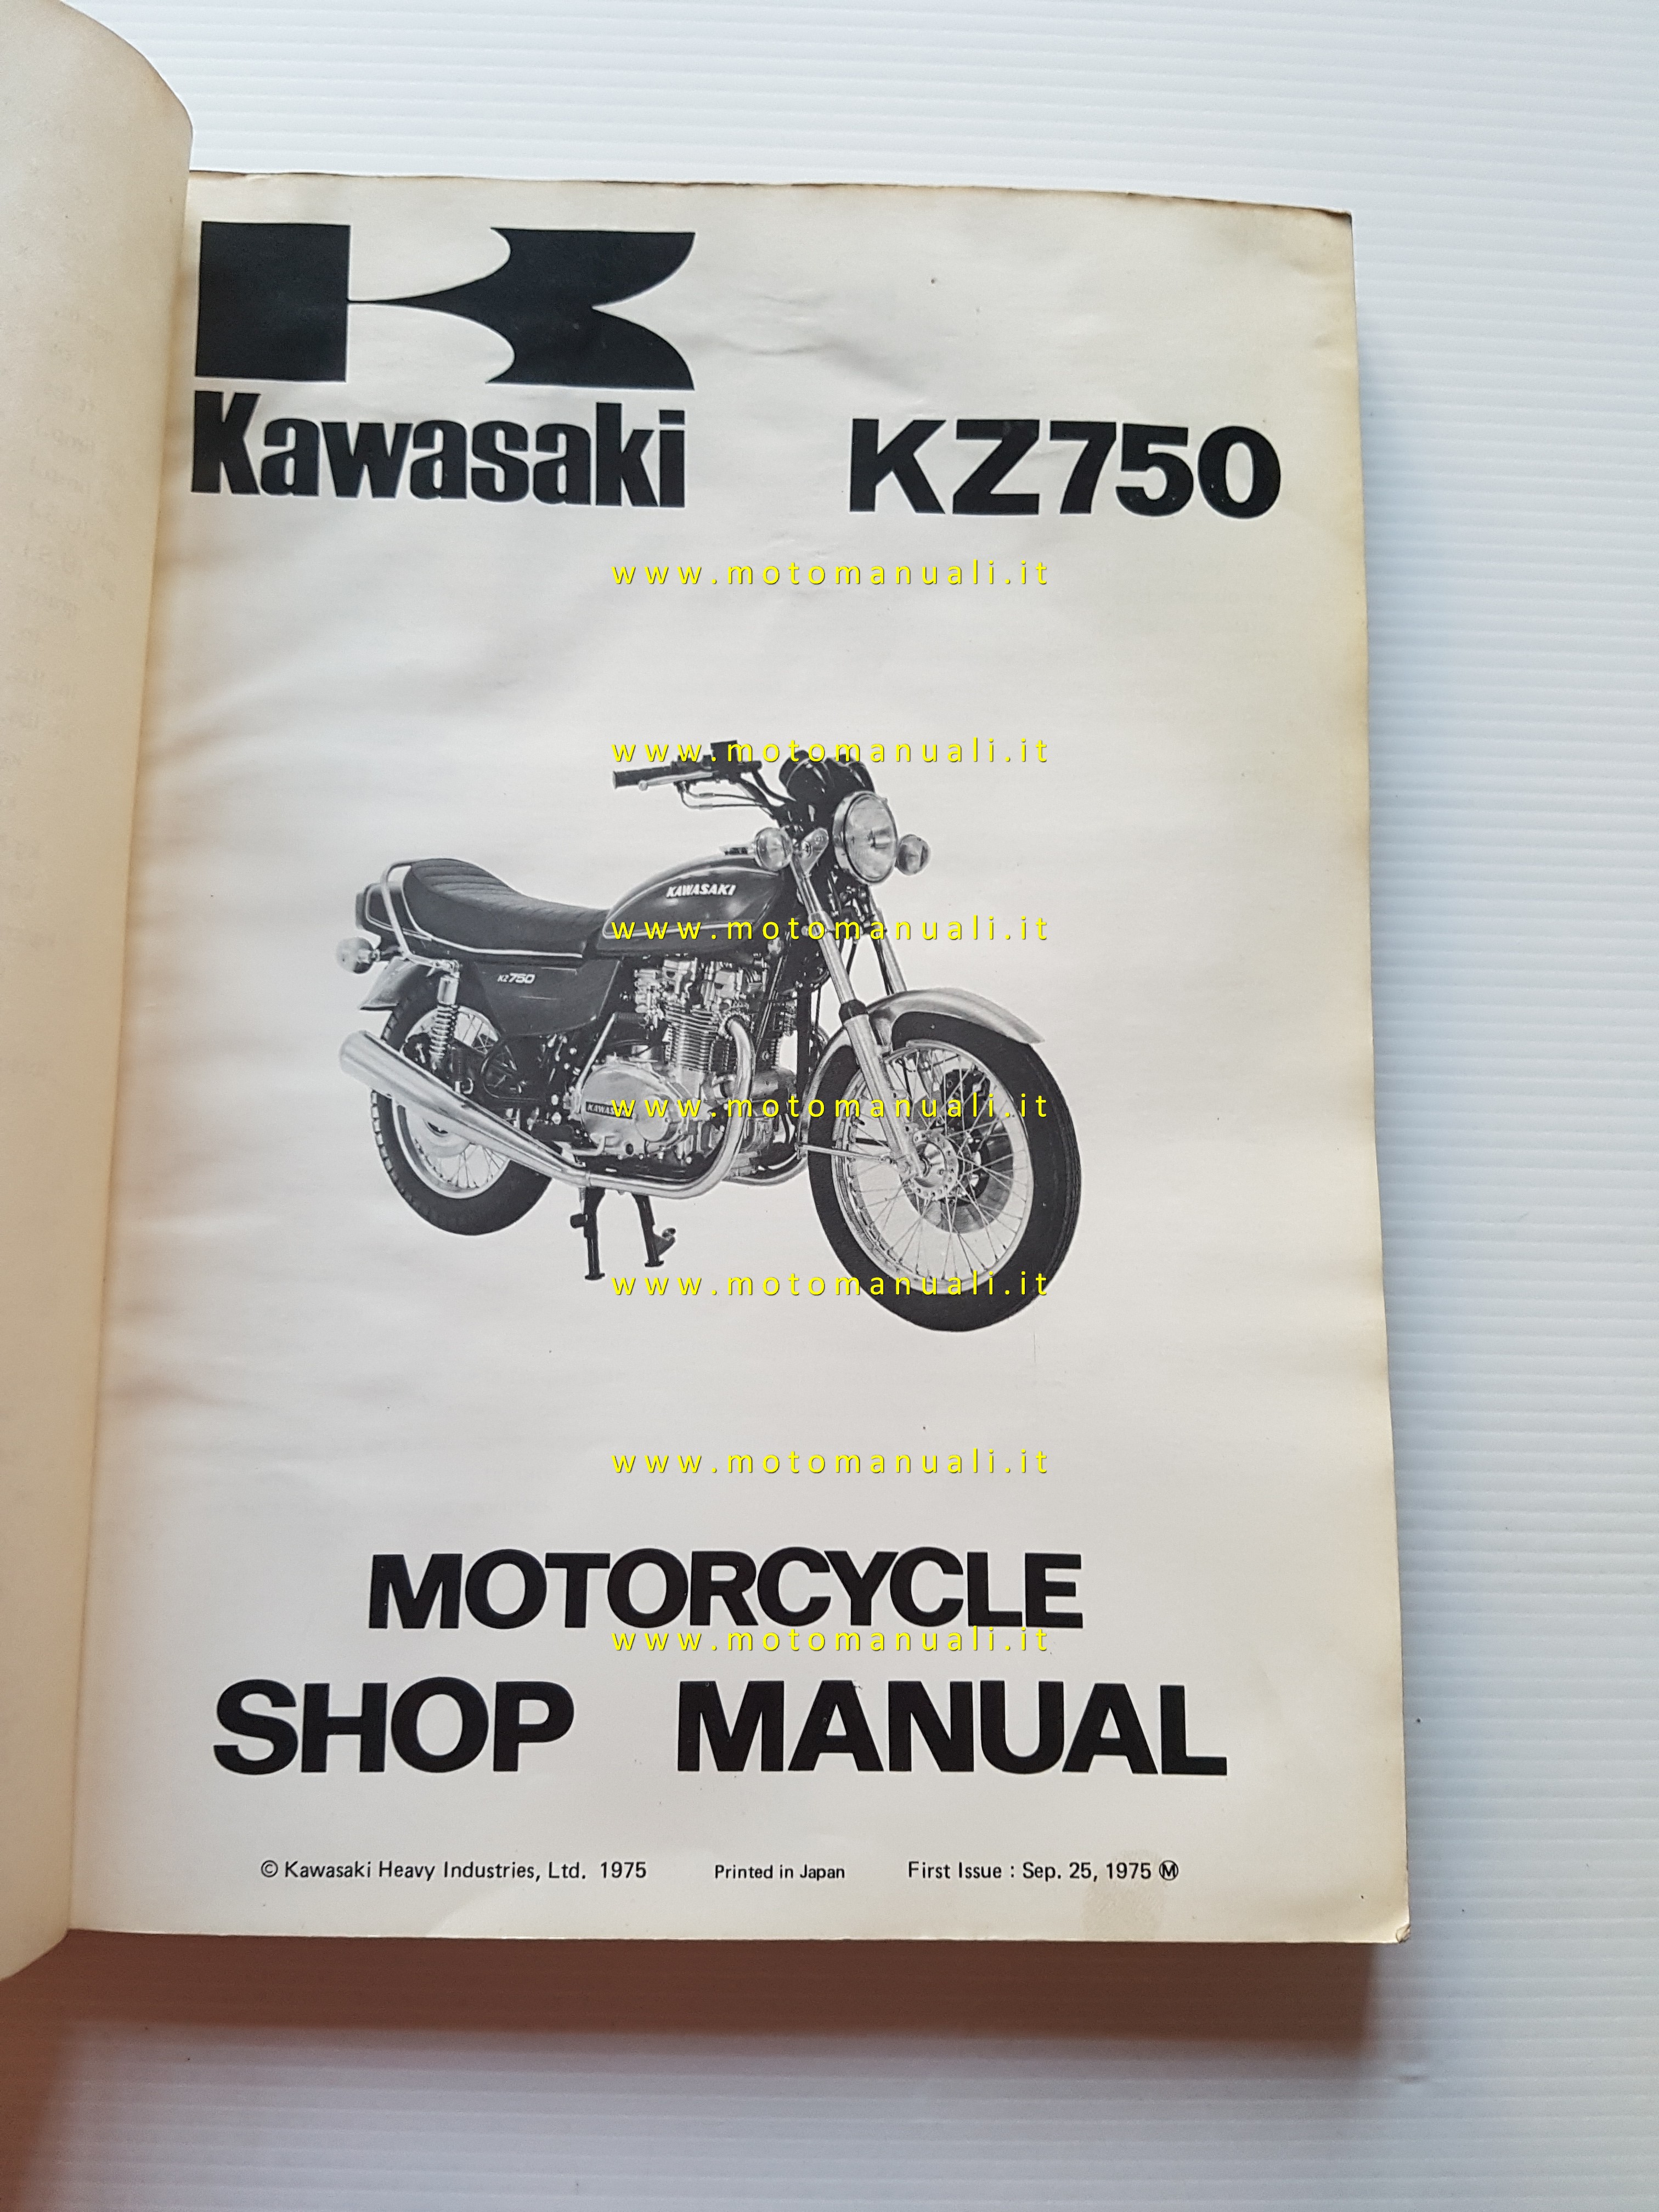 Kawasaki KZ750
www.motomanuali.it
www.motomanuali.it
KAWASAKI
www.motomanuali.it
KZ750
www.motomanuali.it
www.motomanuali.it
www.motomanuali.it
MOTORCYCLE
www.motomanuali.it
SHOP MANUAL
© Kawasaki Heavy Industries, Ltd. 1975 Printed in Japan First Issue : Sep. 25, 1975 Ⓜ